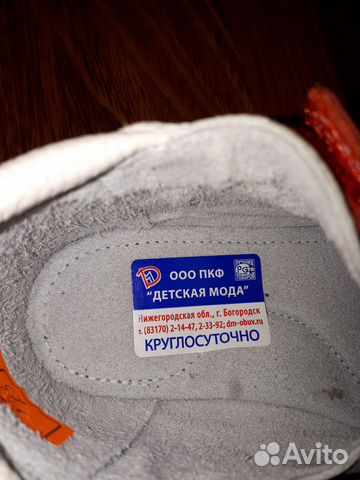 ООО ПКФ
"ДЕТСКАЯ МОДА"
Нижегородская обл., г. Богородск
т. (83170) 2-14-47, 2-33-92; dm-obuv.ru
КРУГЛОСУТОЧНО
Avito